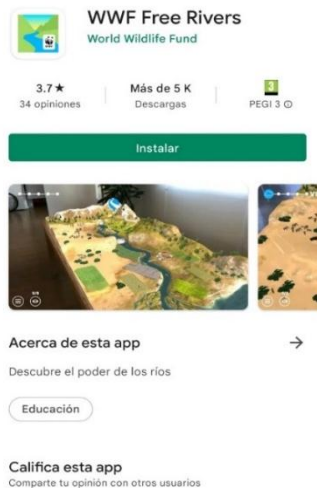 WWF Free Rivers
World Wildlife Fund
3.7★
34 opiniones
Más de 5 K
Descargas
3
PEGI 3
Instalar
Acerca de esta app
Descubre el poder de los ríos
Educación
Califica esta app
Comparte tu opinión con otros usuarios